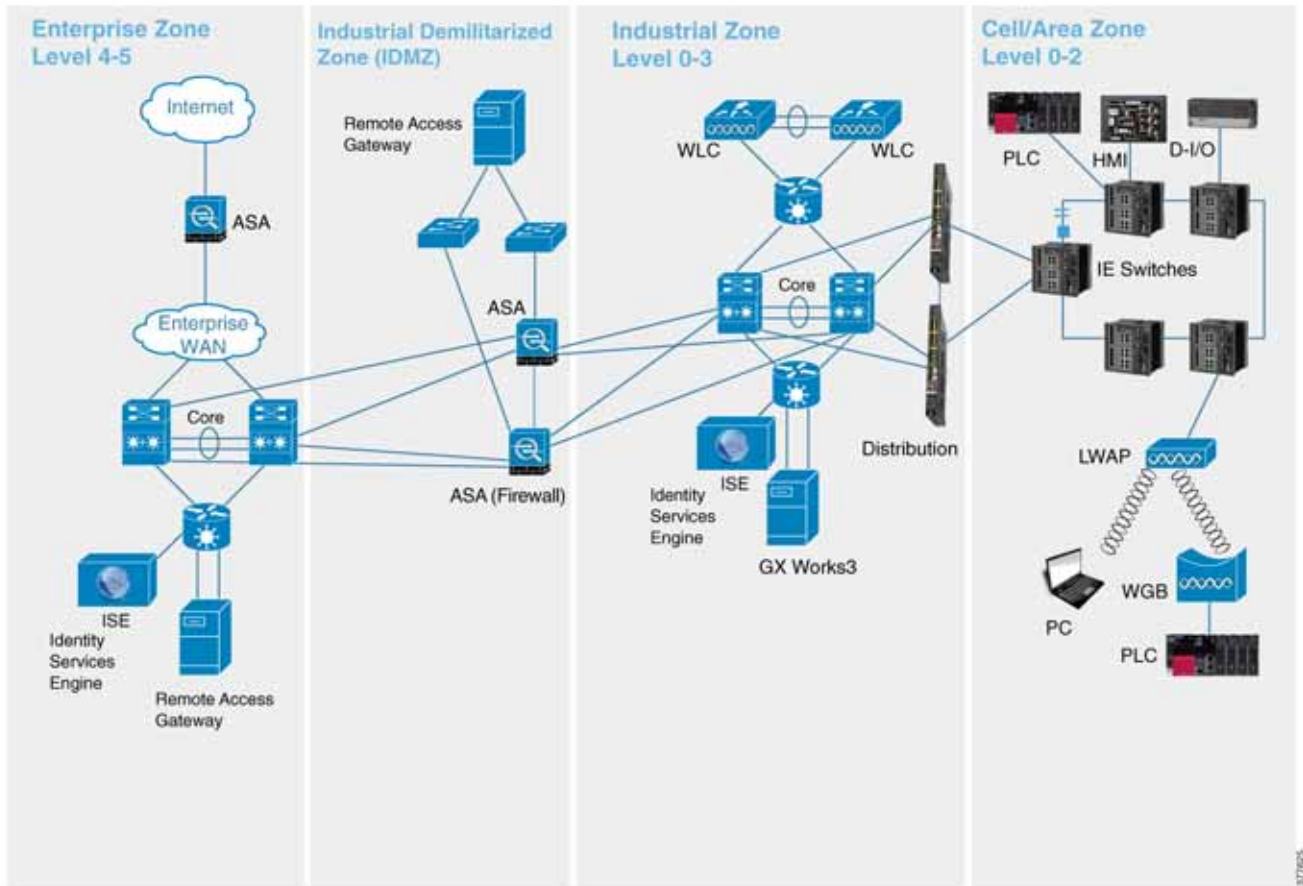 Enterprise Zone
Level 4-5
Internet
ASA
Enterprise
WAN
Core
ISE
Identity
Services
Engine
Remote Access
Gateway
Industrial Demilitarized
Zone (IDMZ)
Remote Access
Gateway
ASA
ASA (Firewall)
Industrial Zone
Level 0-3
WLC
WLC
Core
Distribution
ISE
Identity
Services
Engine
GX Works3
Cell/Area Zone
Level 0-2
PLC
HMI
D-I/O
IE Switches
LWAP
PC
WGB
PLC